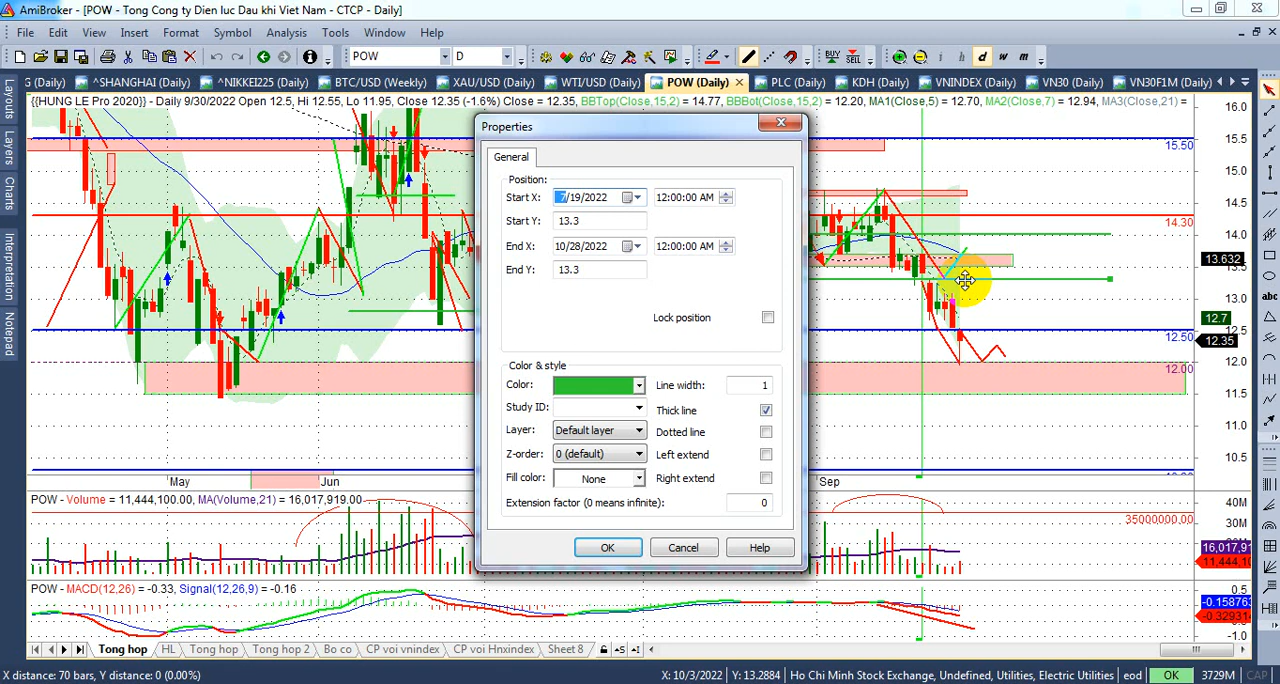 AmiBroker - [POW - Tong Cong ty Dien luc Dau khi Viet Nam - CTCP - Daily]
File Edit View Insert Format Symbol Analysis Tools Window Help
POW D BUY SELL i h d w m
G (Daily) ^SHANGHAI (Daily) ^NIKKEI225 (Daily) BTC/USD (Weekly) XAU/USD (Daily) WTI/USD (Daily) POW (Daily) PLC (Daily) KDH (Daily) VNINDEX (Daily) VN30 (Daily) VN30F1M (Daily)
{{HUNG LE Pro 2020}} - Daily 9/30/2022 Open 12.5, Hi 12.5, Lo 11.95, Close 12.35 (-1.6%) Close = 12.35, BBTop(Close,15,2) = 14.77, BBBot(Close,15,2) = 12.20, MA1(Close,5) = 12.70, MA2(Close,7) = 12.94, MA3(Close,21) =
Layouts
Layers
Charts
Interpretation
Notepad
16.0
15.5
15.50
15.0
14.5
14.30
14.0
13.632
13.5
13.0
12.7
12.5
12.50
12.35
12.0
12.00
11.5
11.0
10.5
abc
Properties
General
Position:
Start X: 7/19/2022 12:00:00 AM
Start Y: 13.3
End X: 10/28/2022 12:00:00 AM
End Y: 13.3
Lock position
Color & style
Color: Line width: 1
Study ID: Thick line
Layer: Default layer Dotted line
Z-order: 0 (default) Left extend
Fill color: None Right extend
Extension factor (0 means infinite): 0
OK Cancel Help
May Jun Sep
POW - Volume = 11,444,100.00, MA(Volume,21) = 16,017,919.00
40M
35000000.00
30M
16,017,91
11,444,10
POW - MACD(12,26) = -0.33, Signal(12,26,9) = -0.16
0.5
-0.158763
-0.329319
-1.0
Tong hop HL Tong hop Tong hop 2 Bo co CP voi vnindex CP voi Hnxindex Sheet 8
X distance: 70 bars, Y distance: 0 (0.00%) X: 10/3/2022 Y: 13.2884 Ho Chi Minh Stock Exchange, Undefined, Utilities, Electric Utilities eod OK 3729M CAP